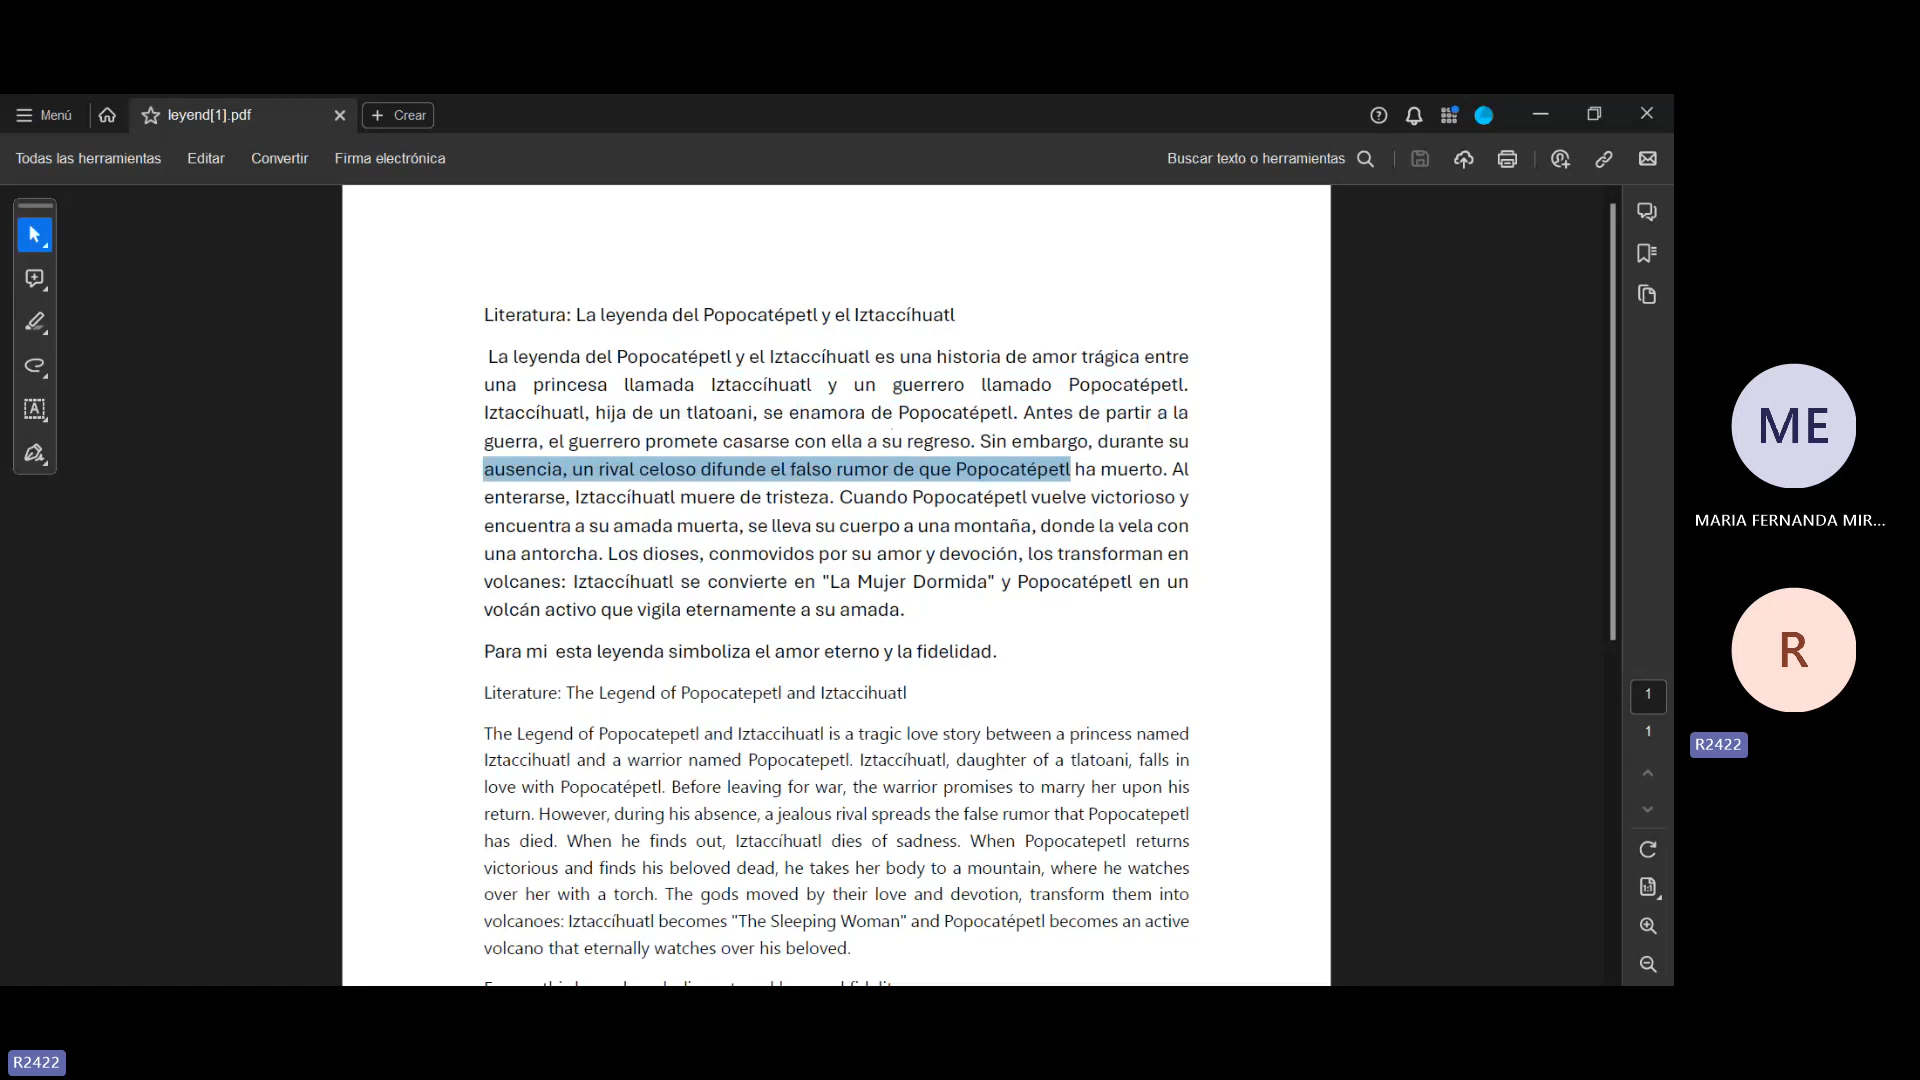 Menú
leyend[1].pdf
Crear
Todas las herramientas
Editar
Convertir
Firma electrónica
Buscar texto o herramientas
Literatura: La leyenda del Popocatépetl y el Iztaccíhuatl
La leyenda del Popocatépetl y el Iztaccíhuatl es una historia de amor trágica entre
una princesa llamada Iztaccíhuatl y un guerrero llamado Popocatépetl.
Iztaccíhuatl, hija de un tlatoani, se enamora de Popocatépetl. Antes de partir a la
guerra, el guerrero promete casarse con ella a su regreso. Sin embargo, durante su
ausencia, un rival celoso difunde el falso rumor de que Popocatépetl ha muerto. Al
enterarse, Iztaccíhuatl muere de tristeza. Cuando Popocatépetl vuelve victorioso y
encuentra a su amada muerta, se lleva su cuerpo a una montaña, donde la vela con
una antorcha. Los dioses, conmovidos por su amor y devoción, los transforman en
volcanes: Iztaccíhuatl se convierte en "La Mujer Dormida" y Popocatépetl en un
volcán activo que vigila eternamente a su amada.
Para mi esta leyenda simboliza el amor eterno y la fidelidad.
Literature: The Legend of Popocatepetl and Iztaccihuatl
The Legend of Popocatepetl and Iztaccihuatl is a tragic love story between a princess named
Iztaccihuatl and a warrior named Popocatepetl. Iztaccíhuatl, daughter of a tlatoani, falls in
love with Popocatépetl. Before leaving for war, the warrior promises to marry her upon his
return. However, during his absence, a jealous rival spreads the false rumor that Popocatepetl
has died. When he finds out, Iztaccíhuatl dies of sadness. When Popocatepetl returns
victorious and finds his beloved dead, he takes her body to a mountain, where he watches
over her with a torch. The gods moved by their love and devotion, transform them into
volcanoes: Iztaccíhuatl becomes "The Sleeping Woman" and Popocatépetl becomes an active
volcano that eternally watches over his beloved.
1
1
ME
MARIA FERNANDA MIR...
R
R2422
R2422